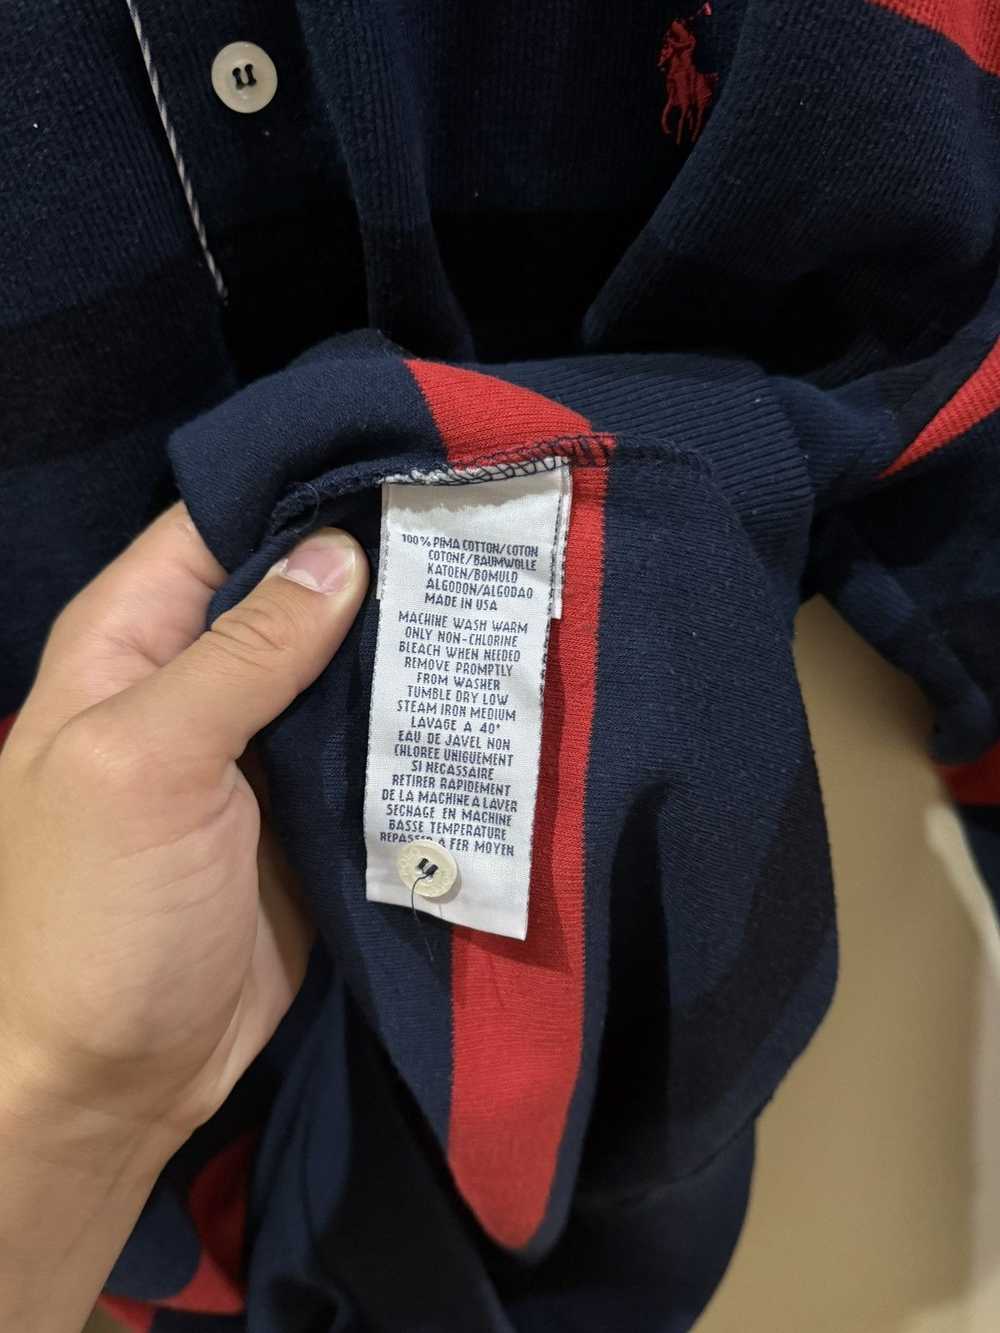 100% PIMA COTTON/COTON
COTONE/BAUMWOLLE
KATOEN/BOMULD
ALGODON/ALGODAO
MADE IN USA
MACHINE WASH WARM
ONLY NON-CHLORINE
BLEACH WHEN NEEDED
REMOVE PROMPTLY
FROM WASHER
TUMBLE DRY LOW
STEAM IRON MEDIUM
LAVAGE A 40°
EAU DE JAVEL NON
CHLOREE UNIGUEMENT
SI NECASSAIRE
RETIRER RAPIDEMENT
DE LA MACHINE A LAVER
SECHAGE EN MACHINE
BASSE TEMPERATURE
A FER MOYEN